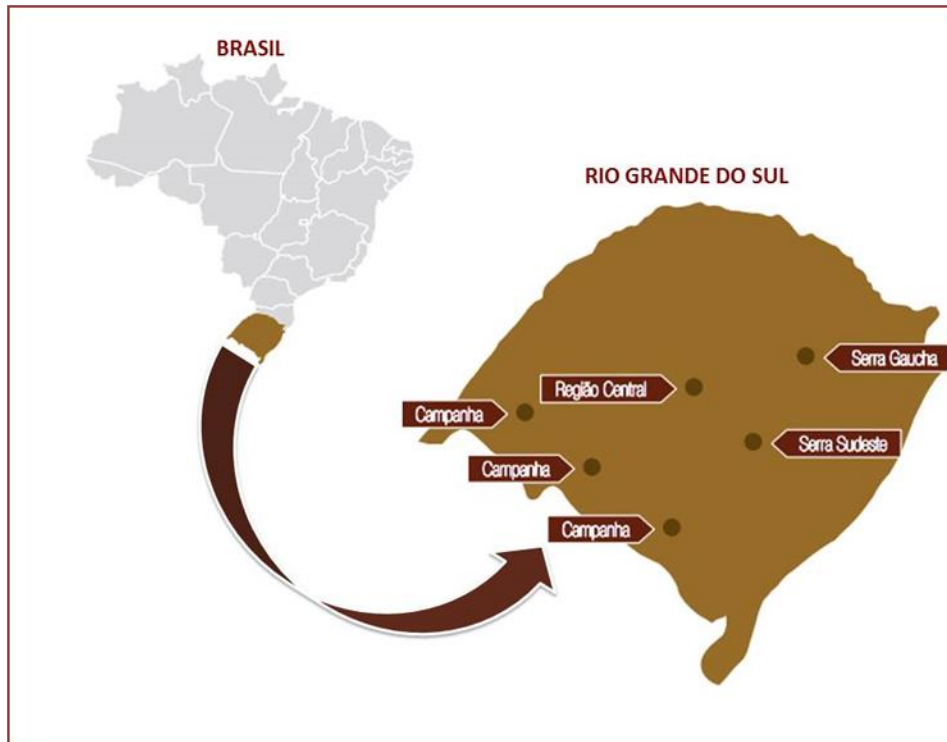 BRASIL
RIO GRANDE DO SUL
Serra Gaucha
Região Central
Campanha
Serra Sudeste
Campanha
Campanha